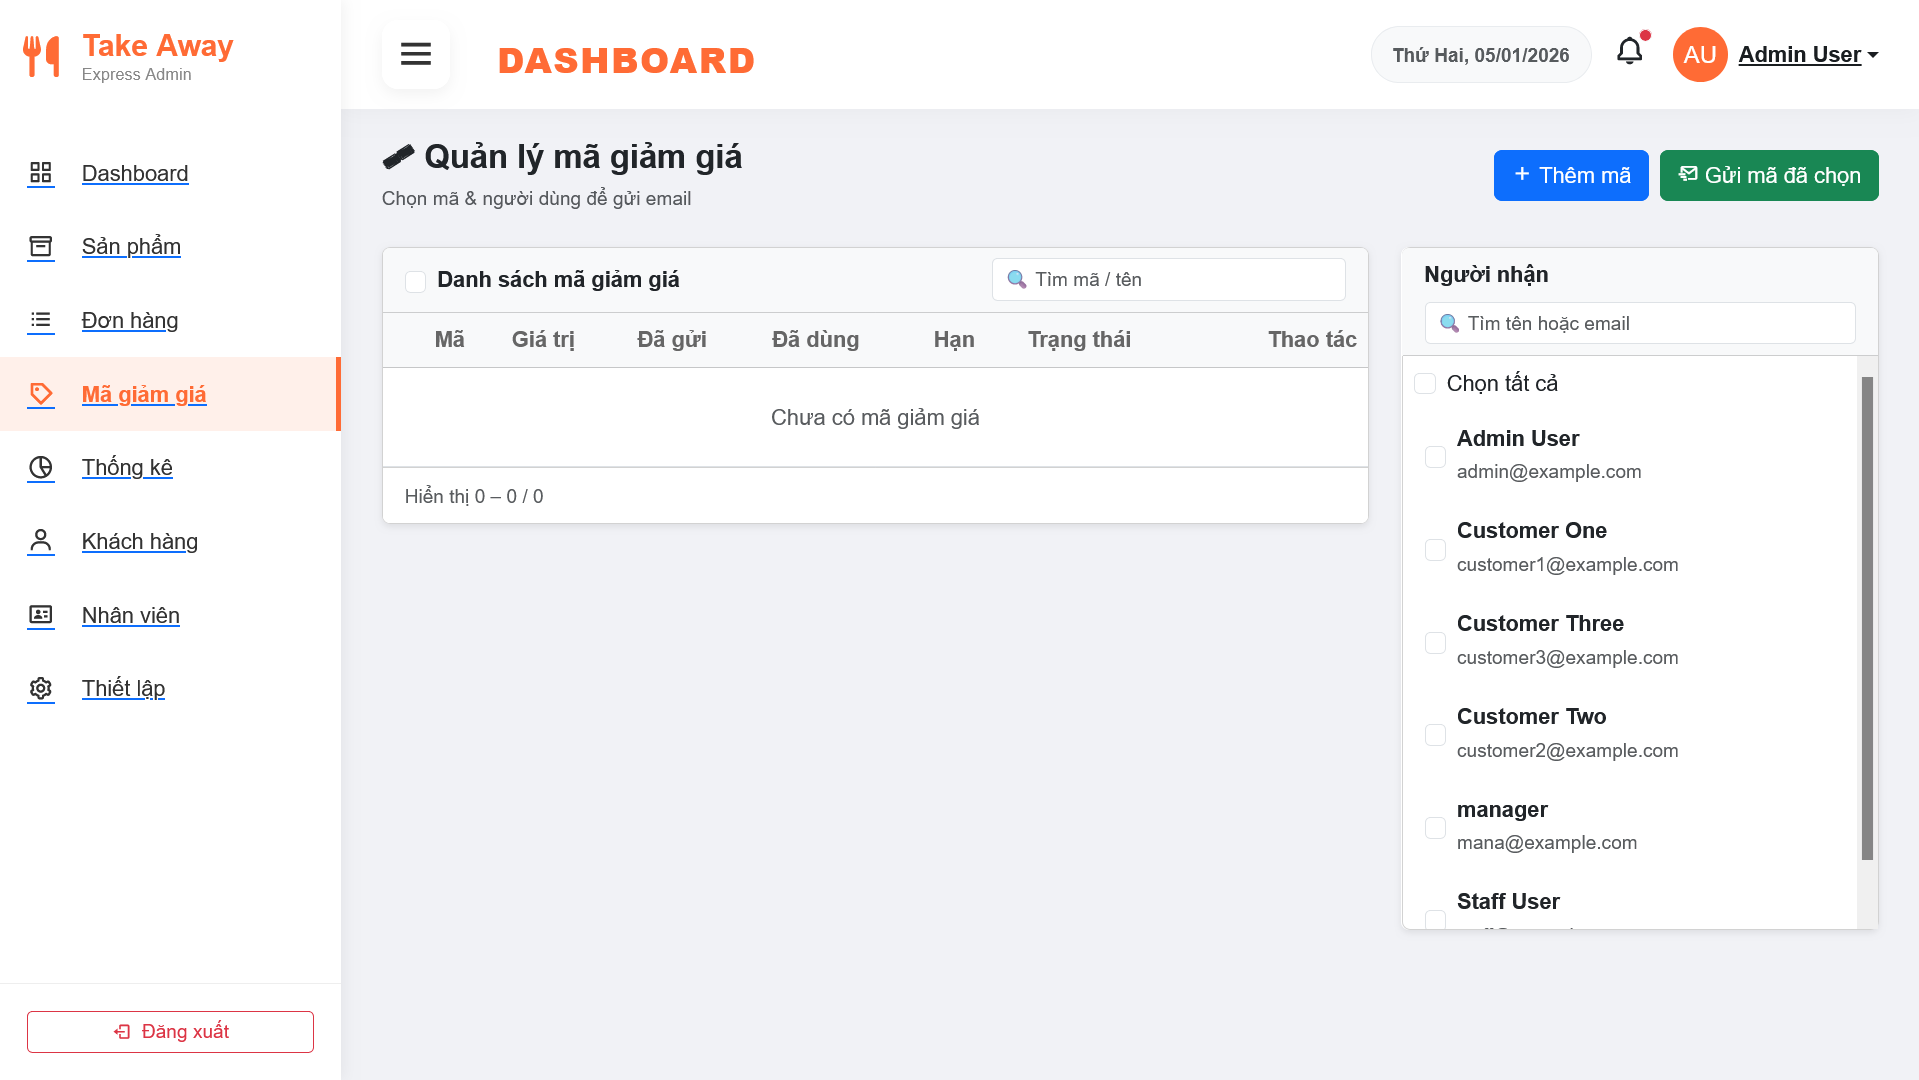 Take Away
Express Admin
Dashboard
Sản phẩm
Đơn hàng
Mã giảm giá
Thống kê
Khách hàng
Nhân viên
Thiết lập
Đăng xuất
DASHBOARD
Thứ Hai, 05/01/2026
AU
Admin User
Quản lý mã giảm giá
Chọn mã & người dùng để gửi email
Thêm mã
Gửi mã đã chọn
Danh sách mã giảm giá
Tìm mã / tên
Mã Giá trị Đã gửi Đã dùng Hạn Trạng thái Thao tác
Chưa có mã giảm giá
Hiển thị 0 – 0 / 0
Người nhận
Tìm tên hoặc email
Chọn tất cả
Admin User
admin@example.com
Customer One
customer1@example.com
Customer Three
customer3@example.com
Customer Two
customer2@example.com
manager
mana@example.com
Staff User